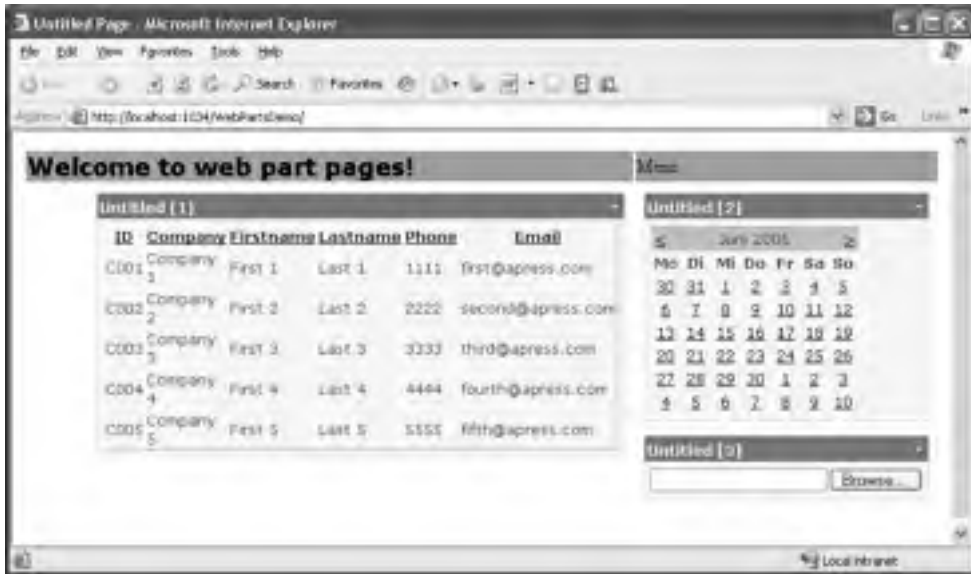 Untitled Page - Microsoft Internet Explorer
File Edit View Favorites Tools Help
Search Favorites
http://localhost:1034/WebPartsDemo/ Go Links
Welcome to web part pages! Menu
Untitled [1]
ID Company Firstname Lastname Phone Email
C001 Company 1 First 1 Last 1 1111 first@apress.com
C002 Company 2 First 2 Last 2 2222 second@apress.com
C003 Company 3 First 3 Last 3 3333 third@apress.com
C004 Company 4 First 4 Last 4 4444 fourth@apress.com
C005 Company 5 First 5 Last 5 5555 fifth@apress.com
Untitled [2]
< Juni 2005 >
Mo Di Mi Do Fr Sa So
30 31 1 2 3 4 5
6 7 8 9 10 11 12
13 14 15 16 17 18 19
20 21 22 23 24 25 26
27 28 29 30 1 2 3
4 5 6 7 8 9 10
Untitled [3]
Browse...
Local intranet